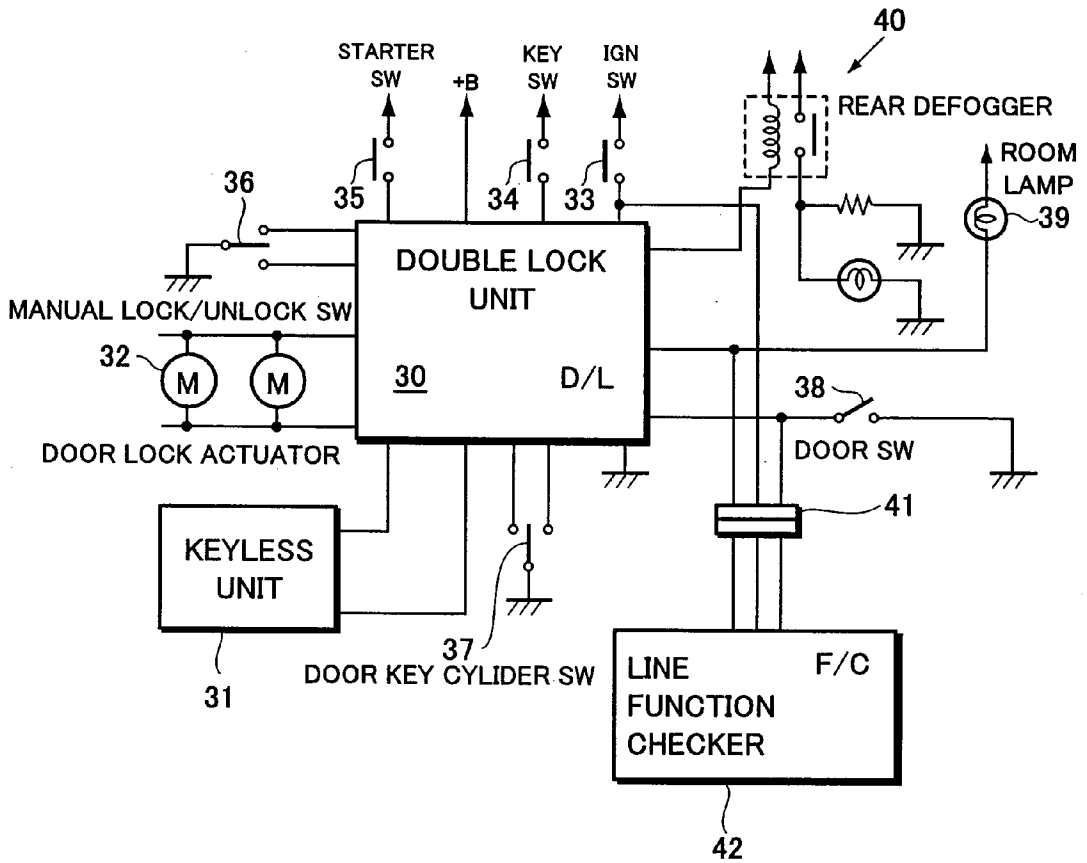 40
STARTER
SW
+B
KEY
SW
IGN
SW
REAR DEFOGGER
ROOM
LAMP
39
35
34
33
36
DOUBLE LOCK
UNIT
30
D/L
MANUAL LOCK/UNLOCK SW
32
M
M
DOOR LOCK ACTUATOR
38
DOOR SW
41
KEYLESS
UNIT
31
37
DOOR KEY CYLIDER SW
LINE
FUNCTION
CHECKER
F/C
42